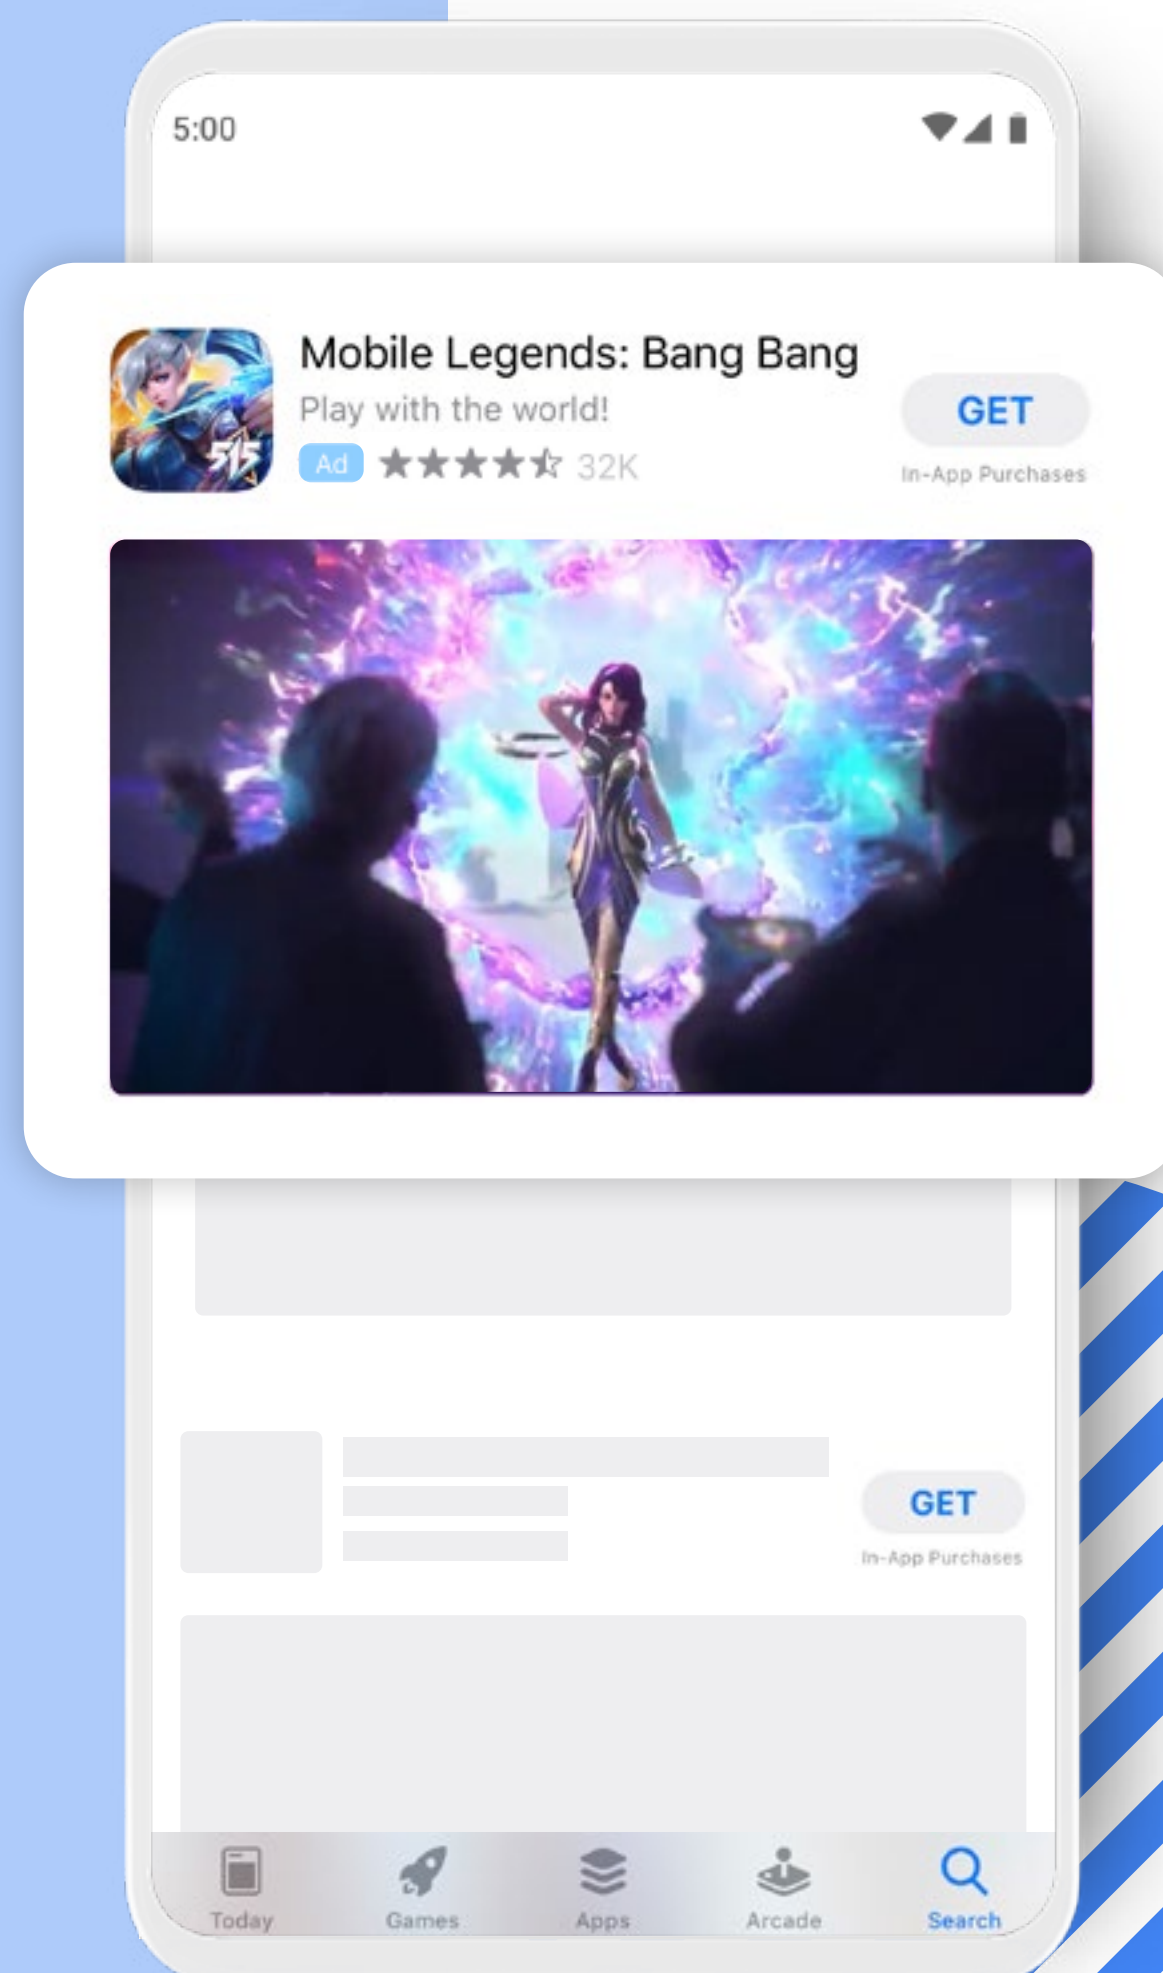 5:00
Mobile Legends: Bang Bang
Play with the world!
GET
Ad 32K
In-App Purchases
515
GET
In-App Purchases
Today Games Apps Arcade Search